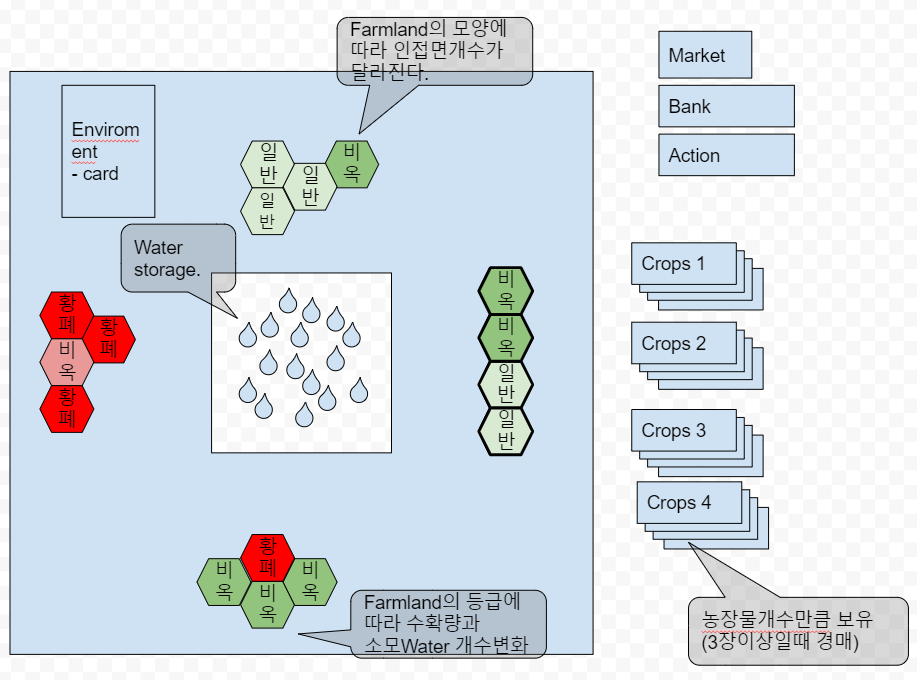 Farmland의 모양에
따라 인접면개수가
달라진다.
Market
Bank
Action
Envirom
ent
- card
일
반
일
반
일
반
비
옥
Water
storage.
황
폐
황
폐
비
옥
황
폐
비
옥
비
옥
일
반
일
반
Crops 1
Crops 2
Crops 3
Crops 4
황
폐
비
옥
비
옥
비
옥
Farmland의 등급에
따라 수확량과
소모Water 개수변화
농장물개수만큼 보유
(3장이상일때 경매)